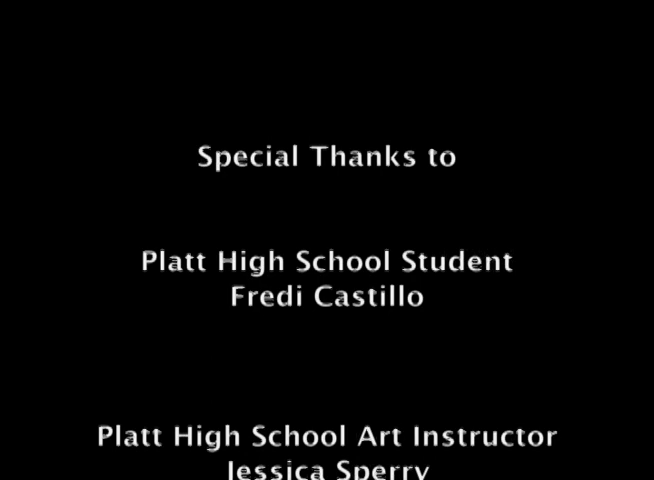 Special Thanks to
Platt High School Student
Fredi Castillo
Platt High School Art Instructor
Jessica Sperry